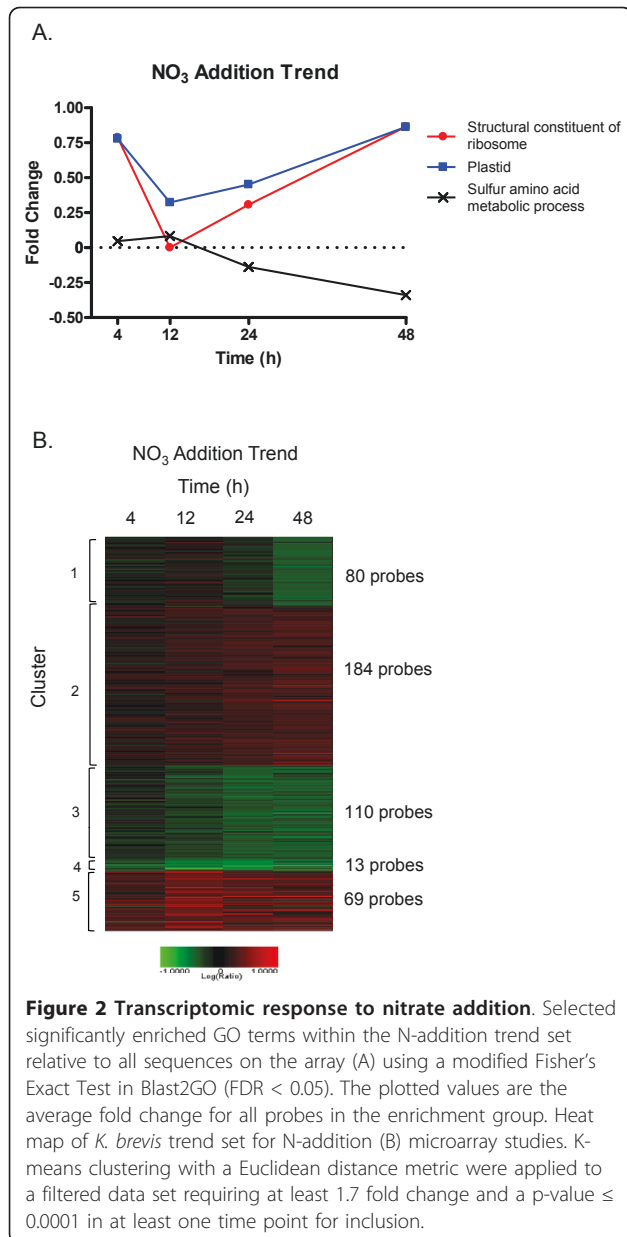 A.
NO₃ Addition Trend
1.00
0.75
0.50
0.25
0
-0.25
-0.50
Fold Change
4 12 24 48
Time (h)
Structural constituent of
ribosome
Plastid
Sulfur amino acid
metabolic process
B.
NO₃ Addition Trend
Time (h)
4 12 24 48
Cluster
1
80 probes
2
184 probes
3
110 probes
4
13 probes
5
69 probes
-1.0000 0 1.0000
Log(Ratio)
Figure 2 Transcriptomic response to nitrate addition. Selected
significantly enriched GO terms within the N-addition trend set
relative to all sequences on the array (A) using a modified Fisher's
Exact Test in Blast2GO (FDR < 0.05). The plotted values are the
average fold change for all probes in the enrichment group. Heat
map of K. brevis trend set for N-addition (B) microarray studies. K-
means clustering with a Euclidean distance metric were applied to
a filtered data set requiring at least 1.7 fold change and a p-value ≤
0.0001 in at least one time point for inclusion.